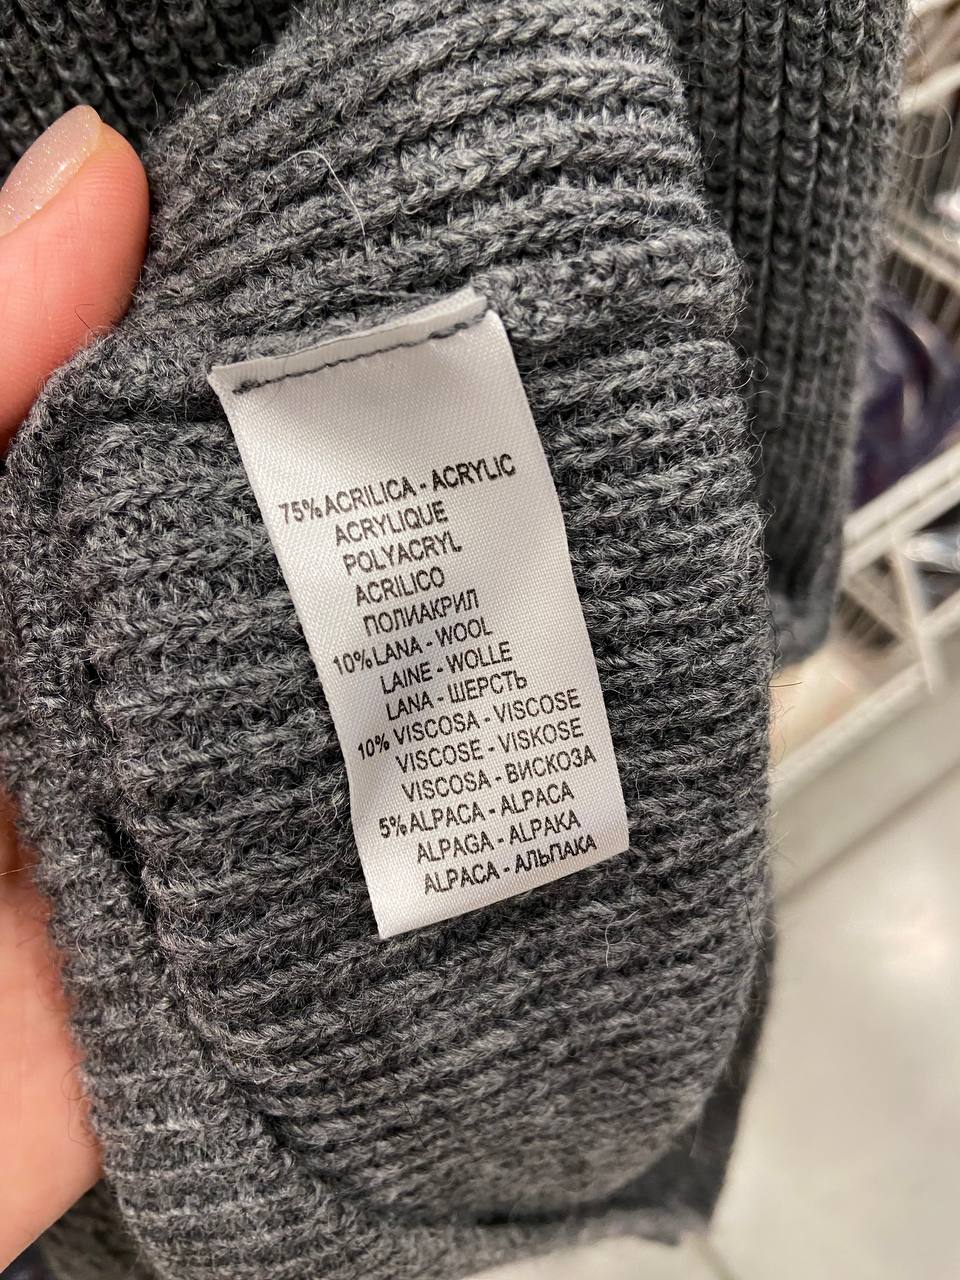 75% ACRILICA - ACRYLIC
ACRYLIQUE
POLYACRYL
ACRILICO
ПОЛИАКРИЛ
10% LANA - WOOL
LAINE - WOLLE
LANA - ШЕРСТЬ
10% VISCOSA - VISCOSE
VISCOSE - VISKOSE
VISCOSA - ВИСКОЗА
5% ALPACA - ALPACA
ALPAGA - ALPAKA
ALPACA - АЛЬПАКА